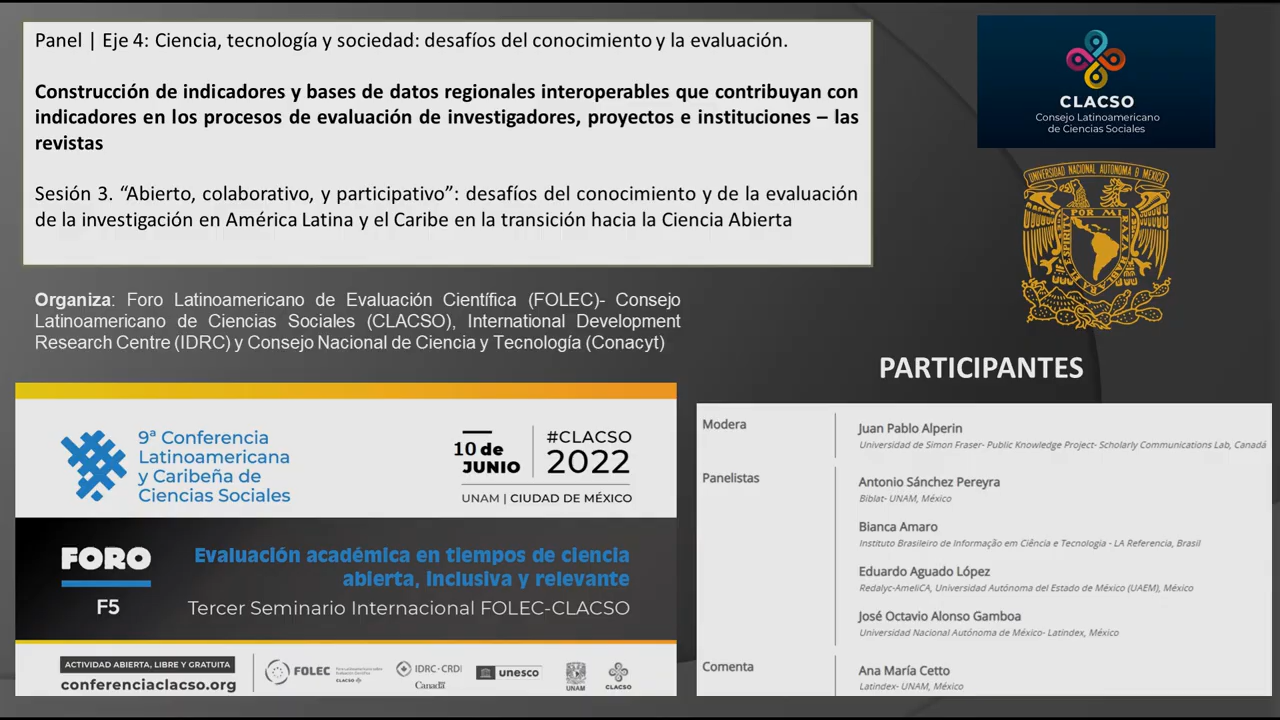 Panel | Eje 4: Ciencia, tecnología y sociedad: desafíos del conocimiento y la evaluación.
Construcción de indicadores y bases de datos regionales interoperables que contribuyan con
indicadores en los procesos de evaluación de investigadores, proyectos e instituciones – las
revistas
Sesión 3. “Abierto, colaborativo, y participativo”: desafíos del conocimiento y de la evaluación
de la investigación en América Latina y el Caribe en la transición hacia la Ciencia Abierta
CLACSO
Consejo Latinoamericano
de Ciencias Sociales
UNIVERSIDAD NACIONAL AUTONOMA DE MEXICO
POR MI RAZA
EL ESPIRITU
Organiza: Foro Latinoamericano de Evaluación Científica (FOLEC)- Consejo
Latinoamericano de Ciencias Sociales (CLACSO), International Development
Research Centre (IDRC) y Consejo Nacional de Ciencia y Tecnología (Conacyt)
9ª Conferencia
Latinoamericana
y Caribeña de
Ciencias Sociales
10 de
JUNIO
#CLACSO
2022
UNAM | CIUDAD DE MÉXICO
FORO
F5
Evaluación académica en tiempos de ciencia
abierta, inclusiva y relevante
Tercer Seminario Internacional FOLEC-CLACSO
ACTIVIDAD ABIERTA, LIBRE Y GRATUITA
conferenciaclacso.org
FOLEC
CLACSO
IDRC·CRDI
Canada
unesco
UNAM
CLACSO
PARTICIPANTES
Modera
Juan Pablo Alperin
Universidad de Simon Fraser- Public Knowledge Project- Scholarly Communications Lab, Canadá
Panelistas
Antonio Sánchez Pereyra
Biblat- UNAM, México
Bianca Amaro
Instituto Brasileiro de Informação em Ciência e Tecnologia - LA Referencia, Brasil
Eduardo Aguado López
Redalyc-AmeliCA, Universidad Autónoma del Estado de México (UAEM), México
José Octavio Alonso Gamboa
Universidad Nacional Autónoma de México- Latindex, México
Comenta
Ana María Cetto
Latindex- UNAM, México